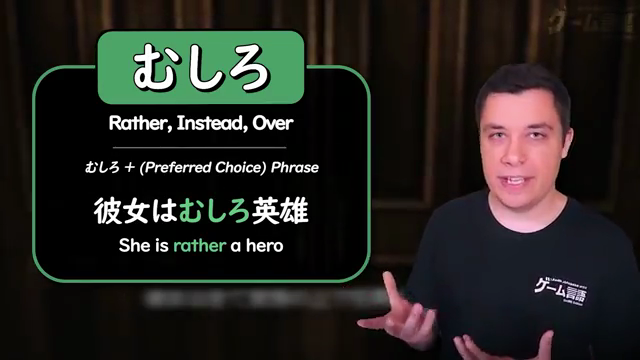 むしろ
Rather, Instead, Over
むしろ + (Preferred Choice) Phrase
彼女はむしろ英雄
She is rather a hero
ゲーム言語